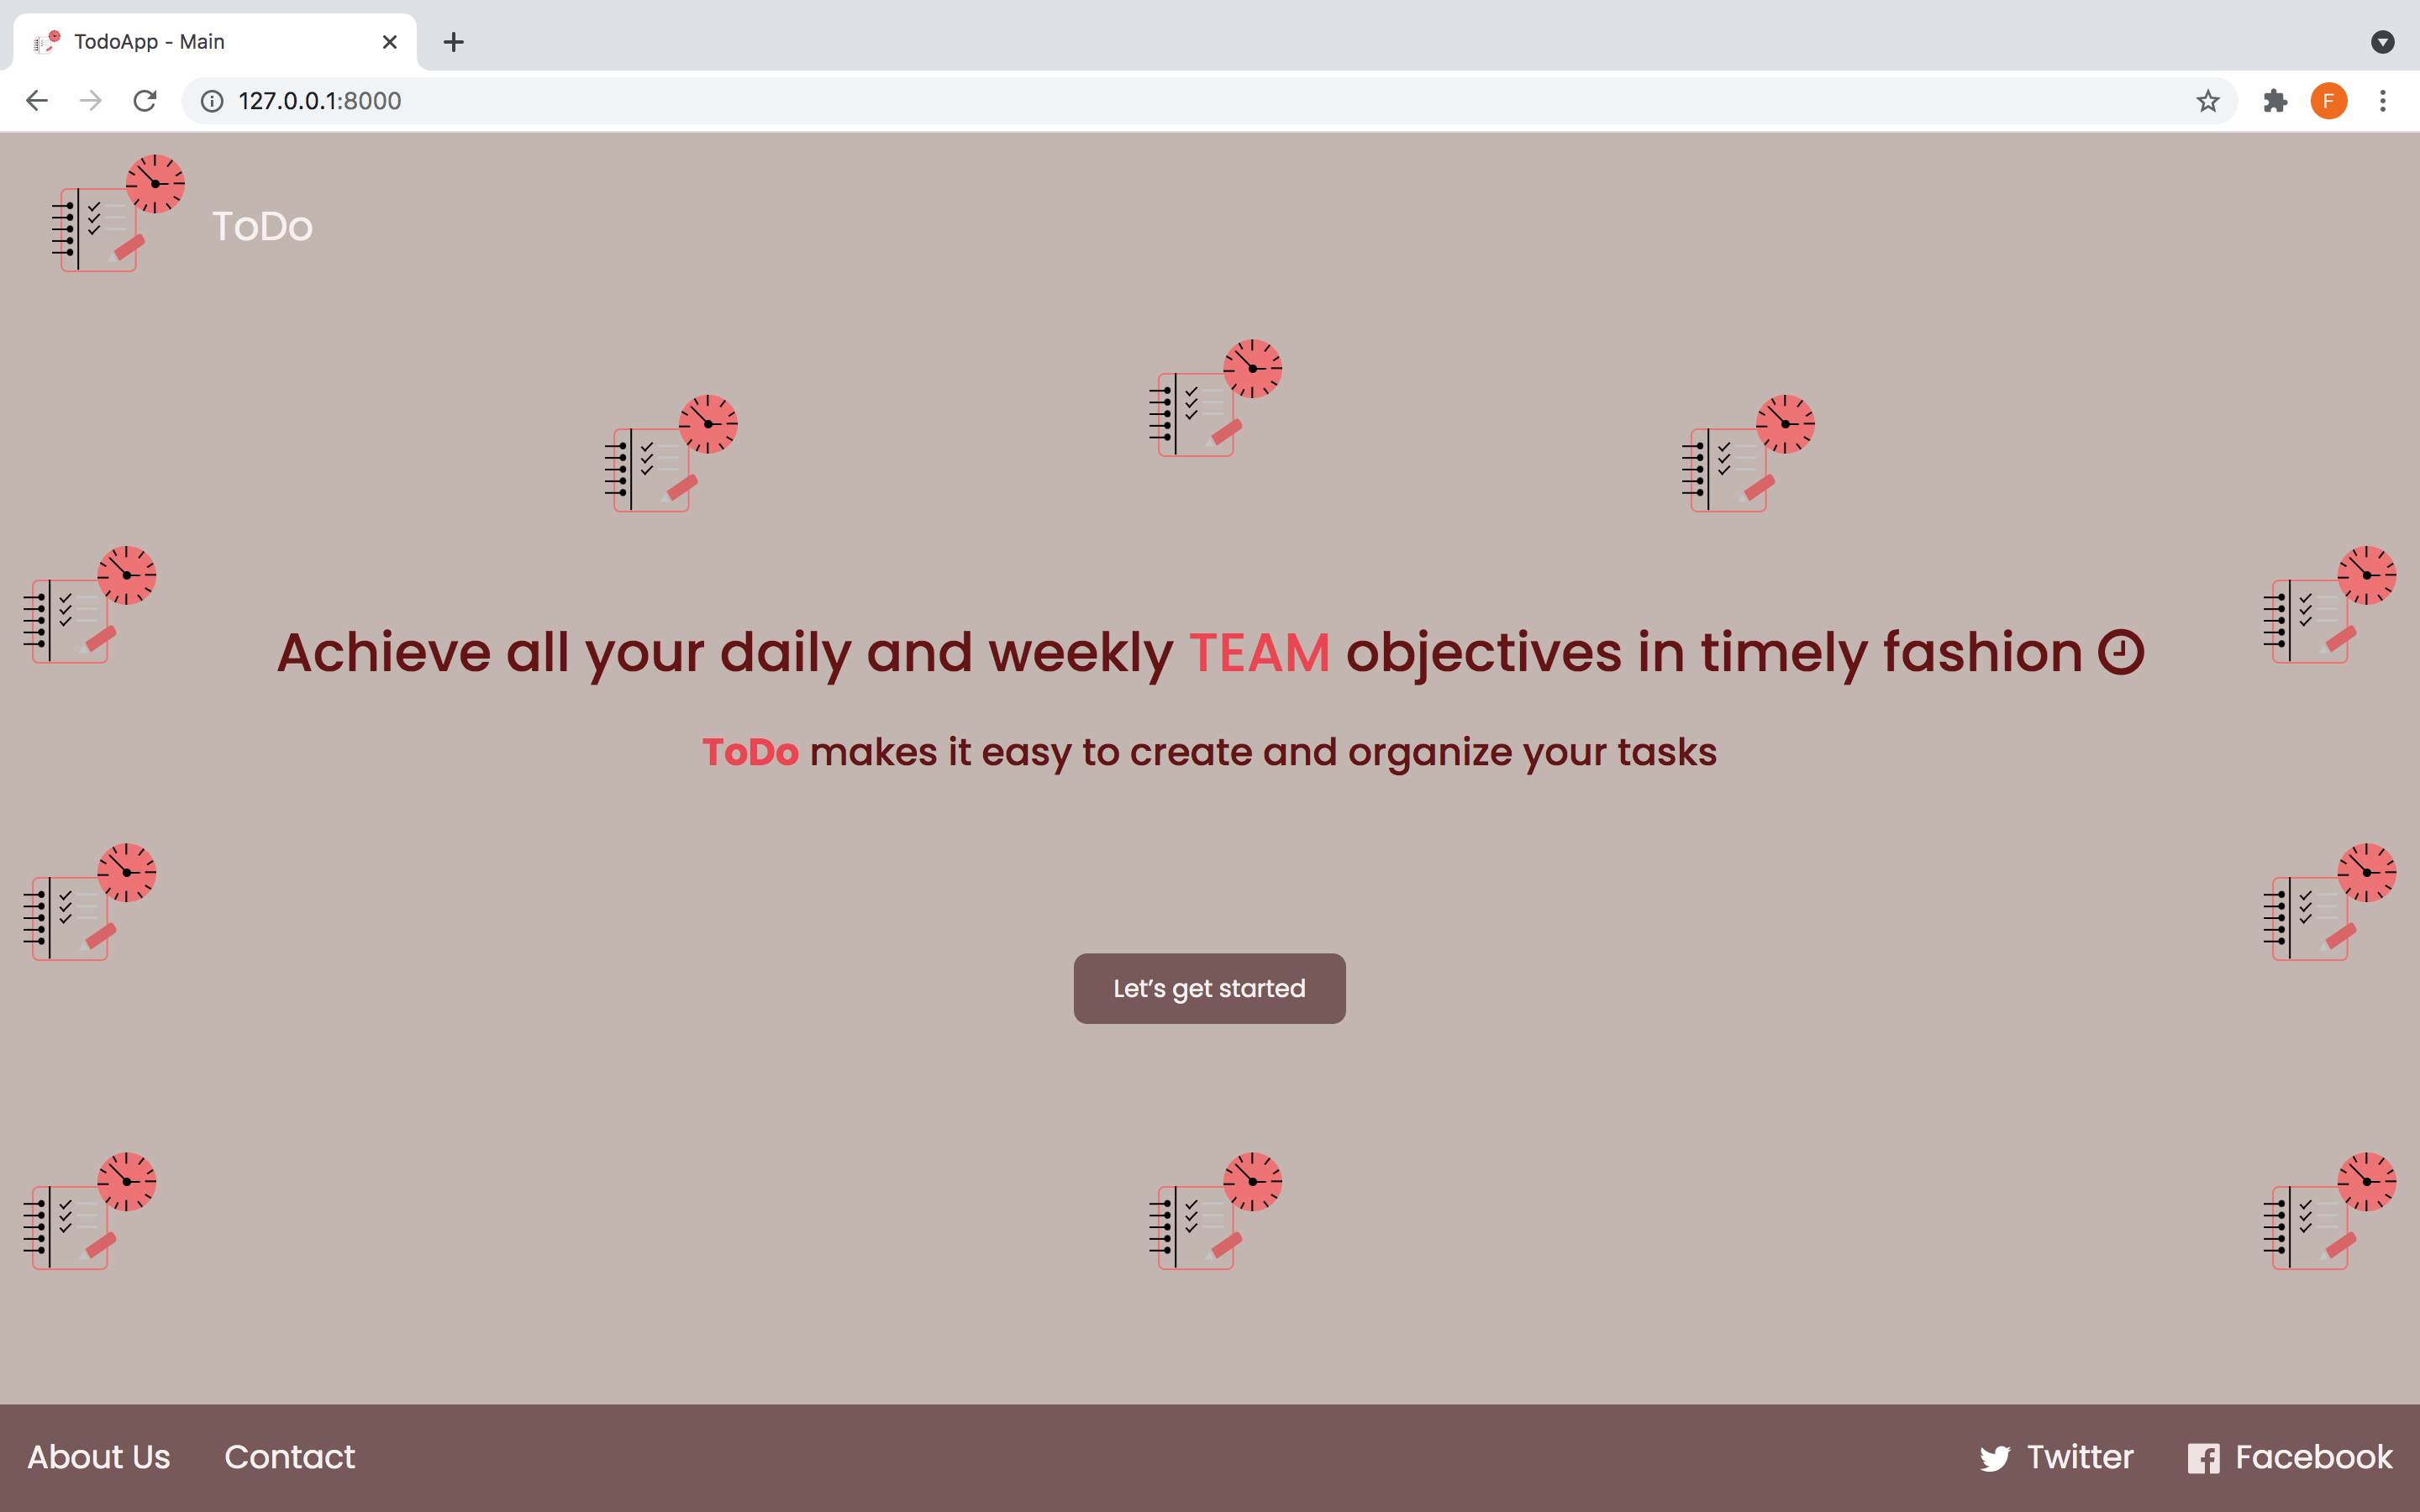 TodoApp - Main
127.0.0.1:8000
F
ToDo
Achieve all your daily and weekly TEAM objectives in timely fashion
ToDo makes it easy to create and organize your tasks
Let’s get started
About Us Contact Twitter Facebook